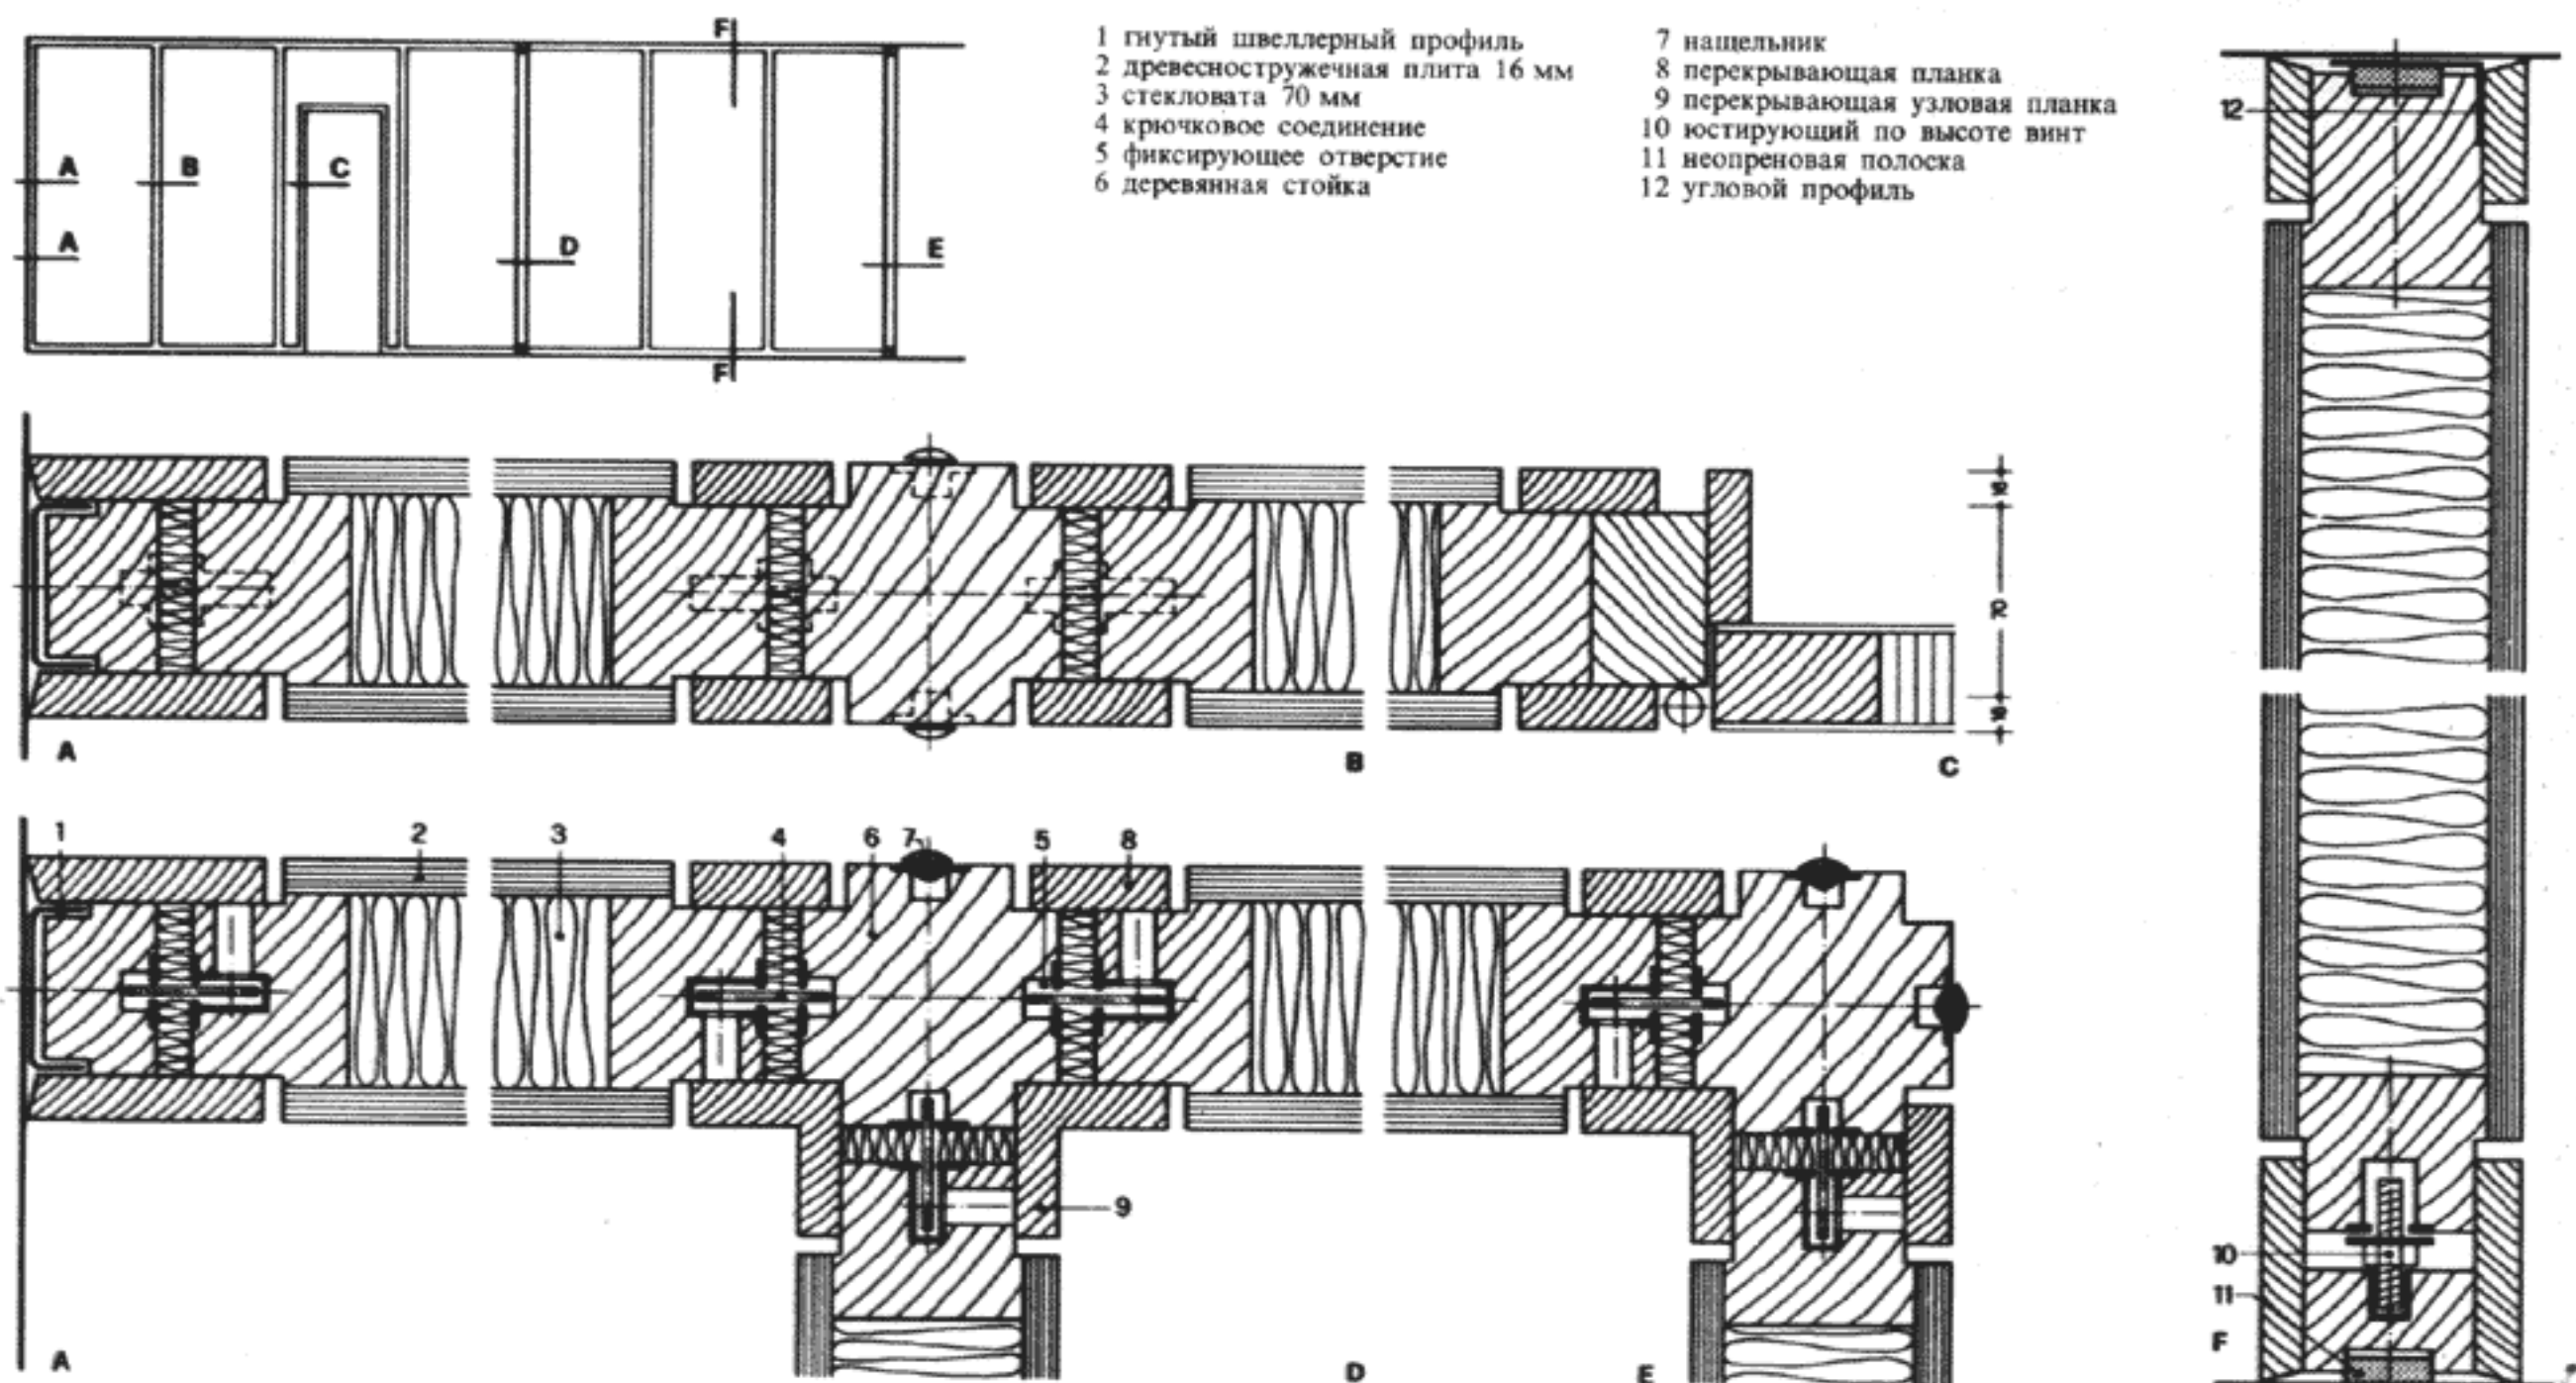 F
1 гнутый швеллерный профиль
2 древесностружечная плита 16 мм
3 стекловата 70 мм
4 крючковое соединение
5 фиксирующее отверстие
6 деревянная стойка
7 нащельник
8 перекрывающая планка
9 перекрывающая узловая планка
10 юстирующий по высоте винт
11 неопреновая полоска
12 угловой профиль
12
A B C
A D E
F
A B C
1 2 3 4 6 7 5 8
9
10
11
F
A D E